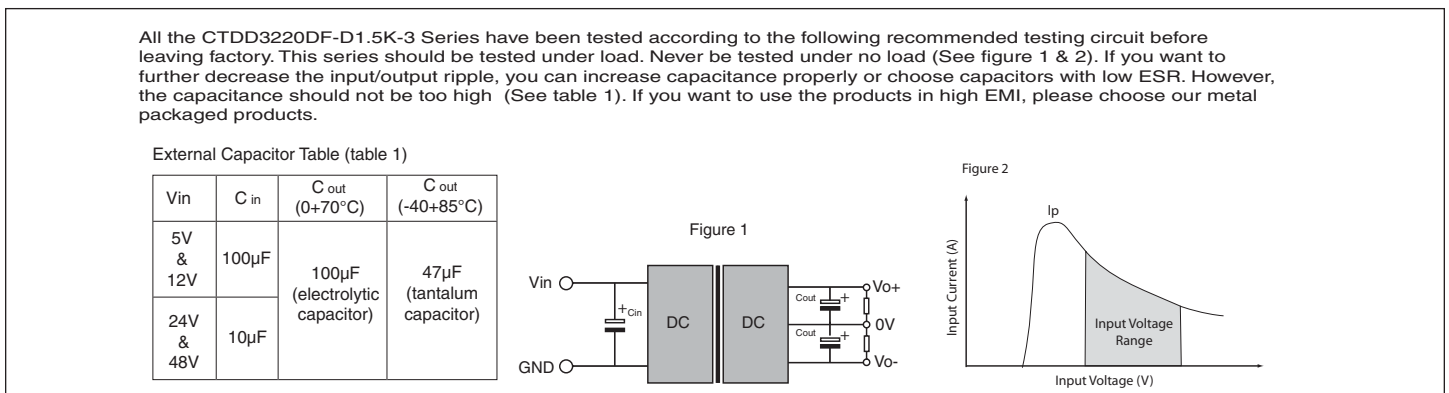 All the CTDD3220DF-D1.5K-3 Series have been tested according to the following recommended testing circuit before
leaving factory. This series should be tested under load. Never be tested under no load (See figure 1 & 2). If you want to
further decrease the input/output ripple, you can increase capacitance properly or choose capacitors with low ESR. However,
the capacitance should not be too high (See table 1). If you want to use the products in high EMI, please choose our metal
packaged products.
External Capacitor Table (table 1)
Vin
C in
C out
(0+70°C)
C out
(-40+85°C)
5V
&
12V
100µF
24V
&
48V
10µF
100µF
(electrolytic
capacitor)
47µF
(tantalum
capacitor)
Figure 1
Vin
+
Cin
GND
DC
DC
Cout
+
Cout
+
Vo+
0V
Vo-
Figure 2
Ip
Input Current (A)
Input Voltage
Range
Input Voltage (V)